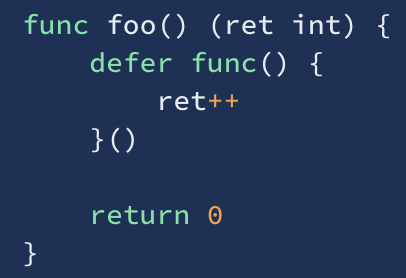 func foo() (ret int) {
    defer func() {
        ret++
    }()

    return 0
}